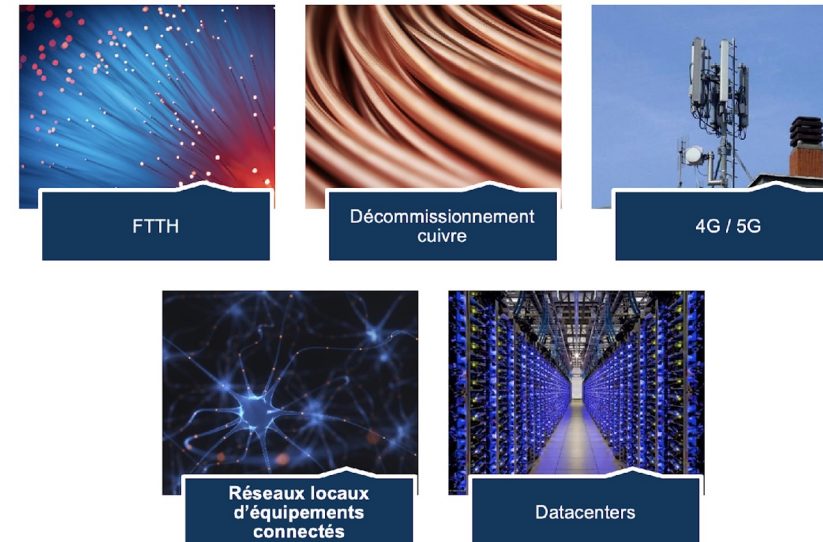 FTTH
Décommissionnement
cuivre
4G / 5G
Réseaux locaux
d'équipements
connectés
Datacenters